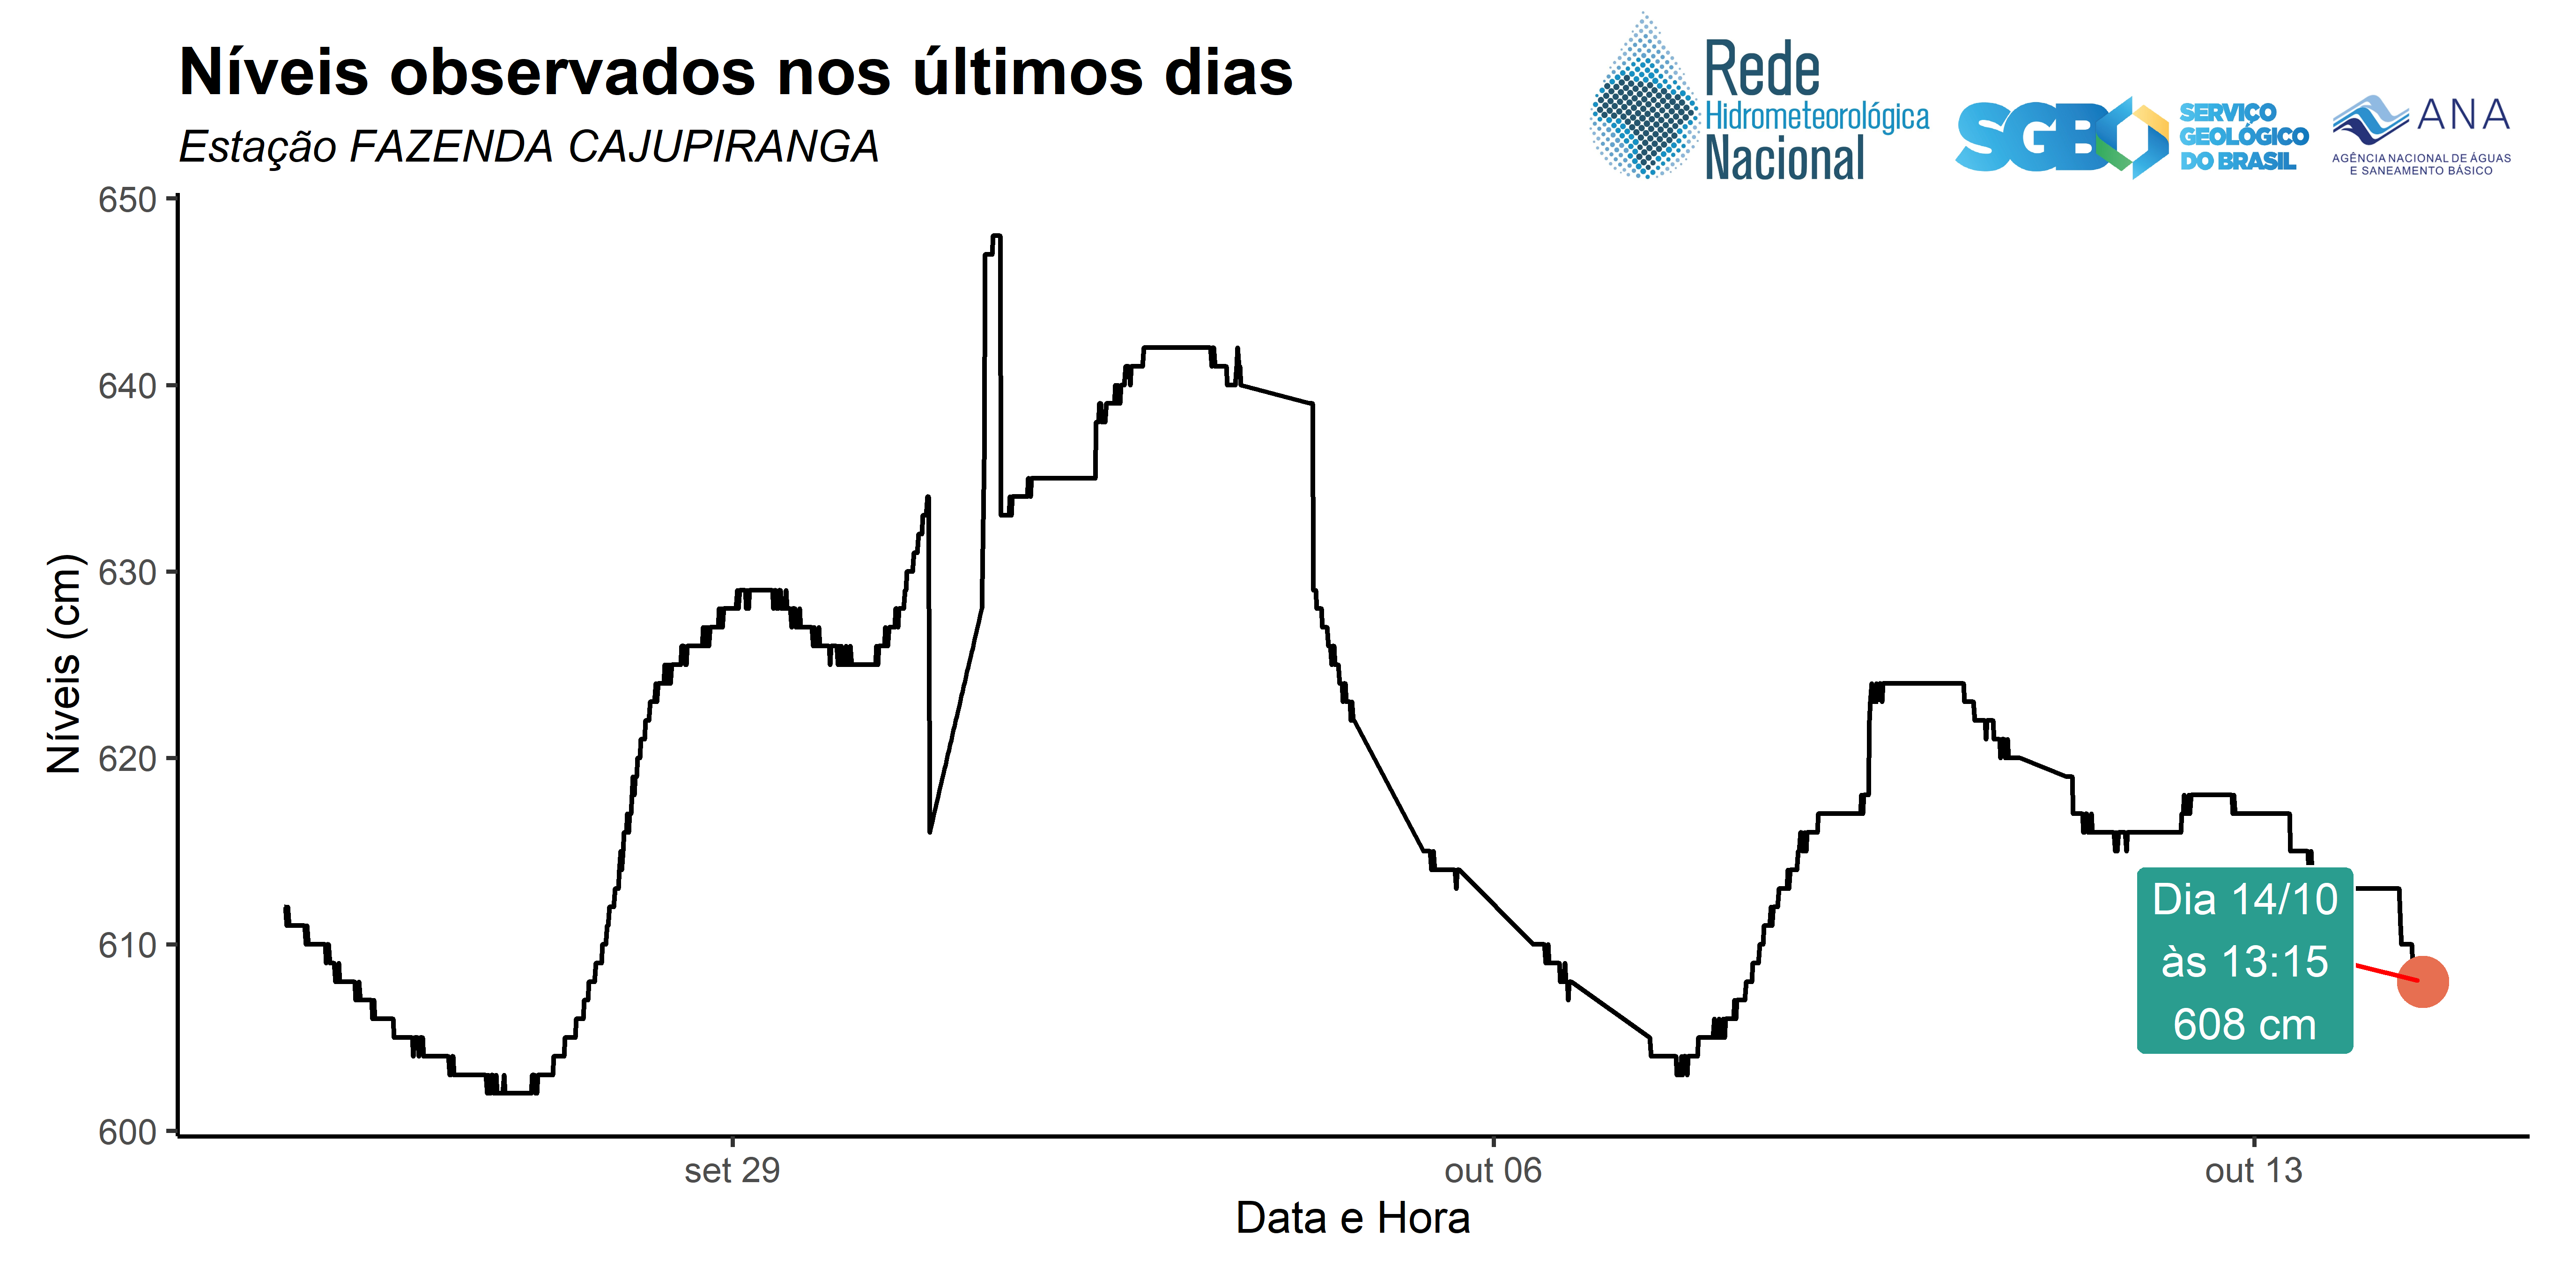 Níveis observados nos últimos dias
Estação FAZENDA CAJUPIRANGA
Rede
Hidrometeorológica
Nacional
SGB
SERVIÇO
GEOLÓGICO
DO BRASIL
ANA
AGÊNCIA NACIONAL DE ÁGUAS
E SANEAMENTO BÁSICO
Níveis (cm)
650
640
630
620
610
600
Dia 14/10
às 13:15
608 cm
set 29
out 06
out 13
Data e Hora